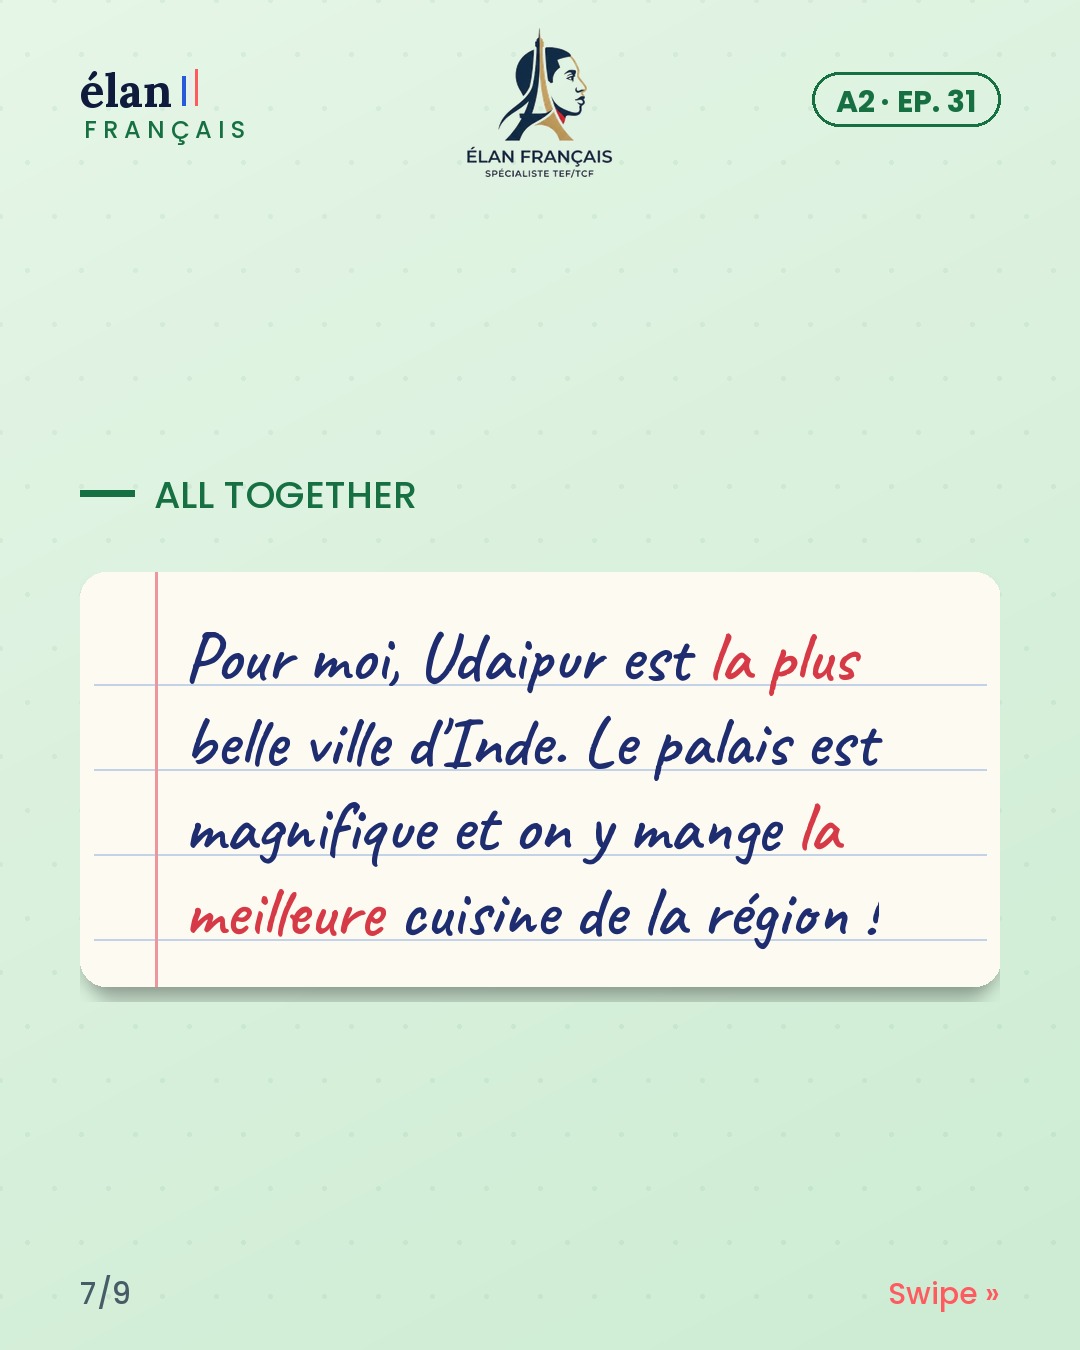 élan
FRANÇAIS
ÉLAN FRANÇAIS
SPÉCIALISTE TEF/TCF
A2 · EP. 31
ALL TOGETHER
Pour moi, Udaipur est la plus
belle ville d'Inde. Le palais est
magnifique et on y mange la
meilleure cuisine de la région !
7/9
Swipe »